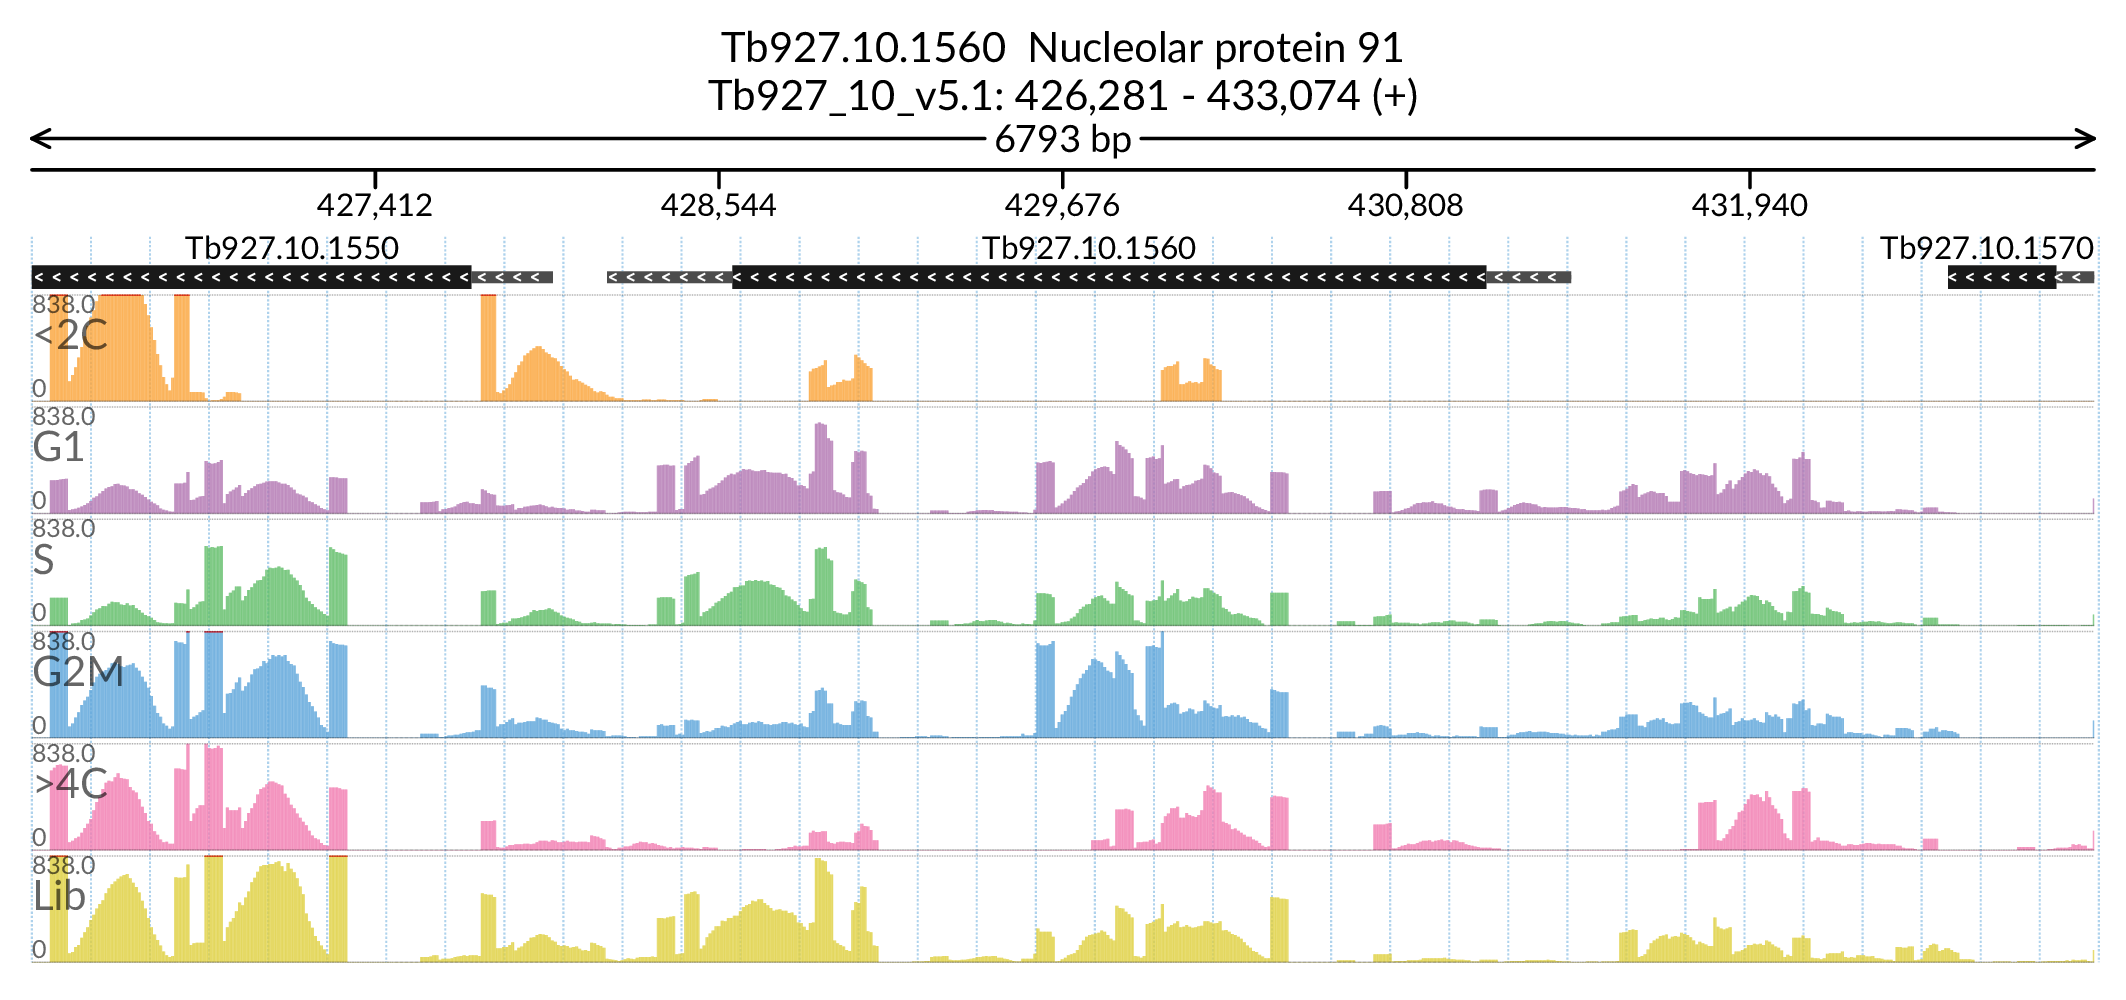 Tb927.10.1560  Nucleolar protein 91
Tb927_10_v5.1: 426,281 - 433,074 (+)
6793 bp
427,412 428,544 429,676 430,808 431,940
Tb927.10.1550 Tb927.10.1560 Tb927.10.1570
838.0
<2C
0
838.0
G1
0
838.0
S
0
838.0
G2M
0
838.0
>4C
0
838.0
Lib
0